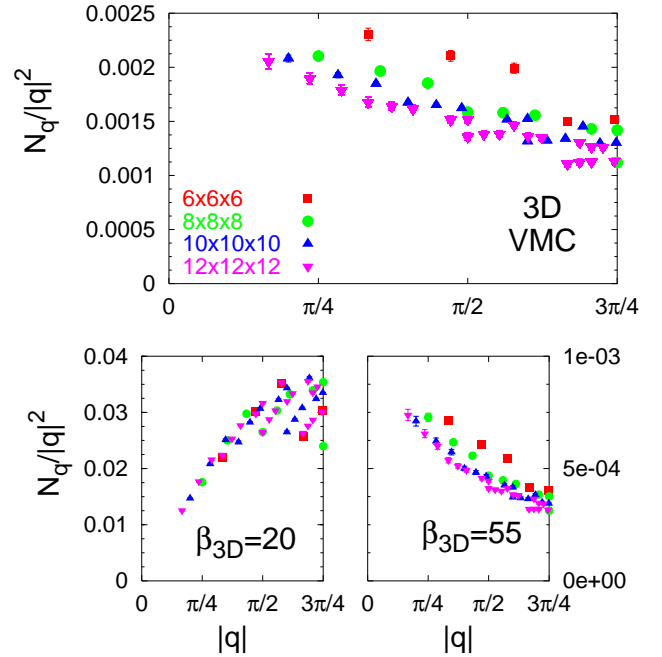 0.0025
0.002
0.0015
0.001
0.0005
0
N_q/|q|^2
6x6x6
8x8x8
10x10x10
12x12x12
3D
VMC
0 π/4 π/2 3π/4
0.04
0.03
0.02
0.01
0
N_q/|q|^2
β_3D=20
0 π/4 π/2 3π/4
|q|
1e-03
5e-04
0e+00
β_3D=55
0 π/4 π/2 3π/4
|q|